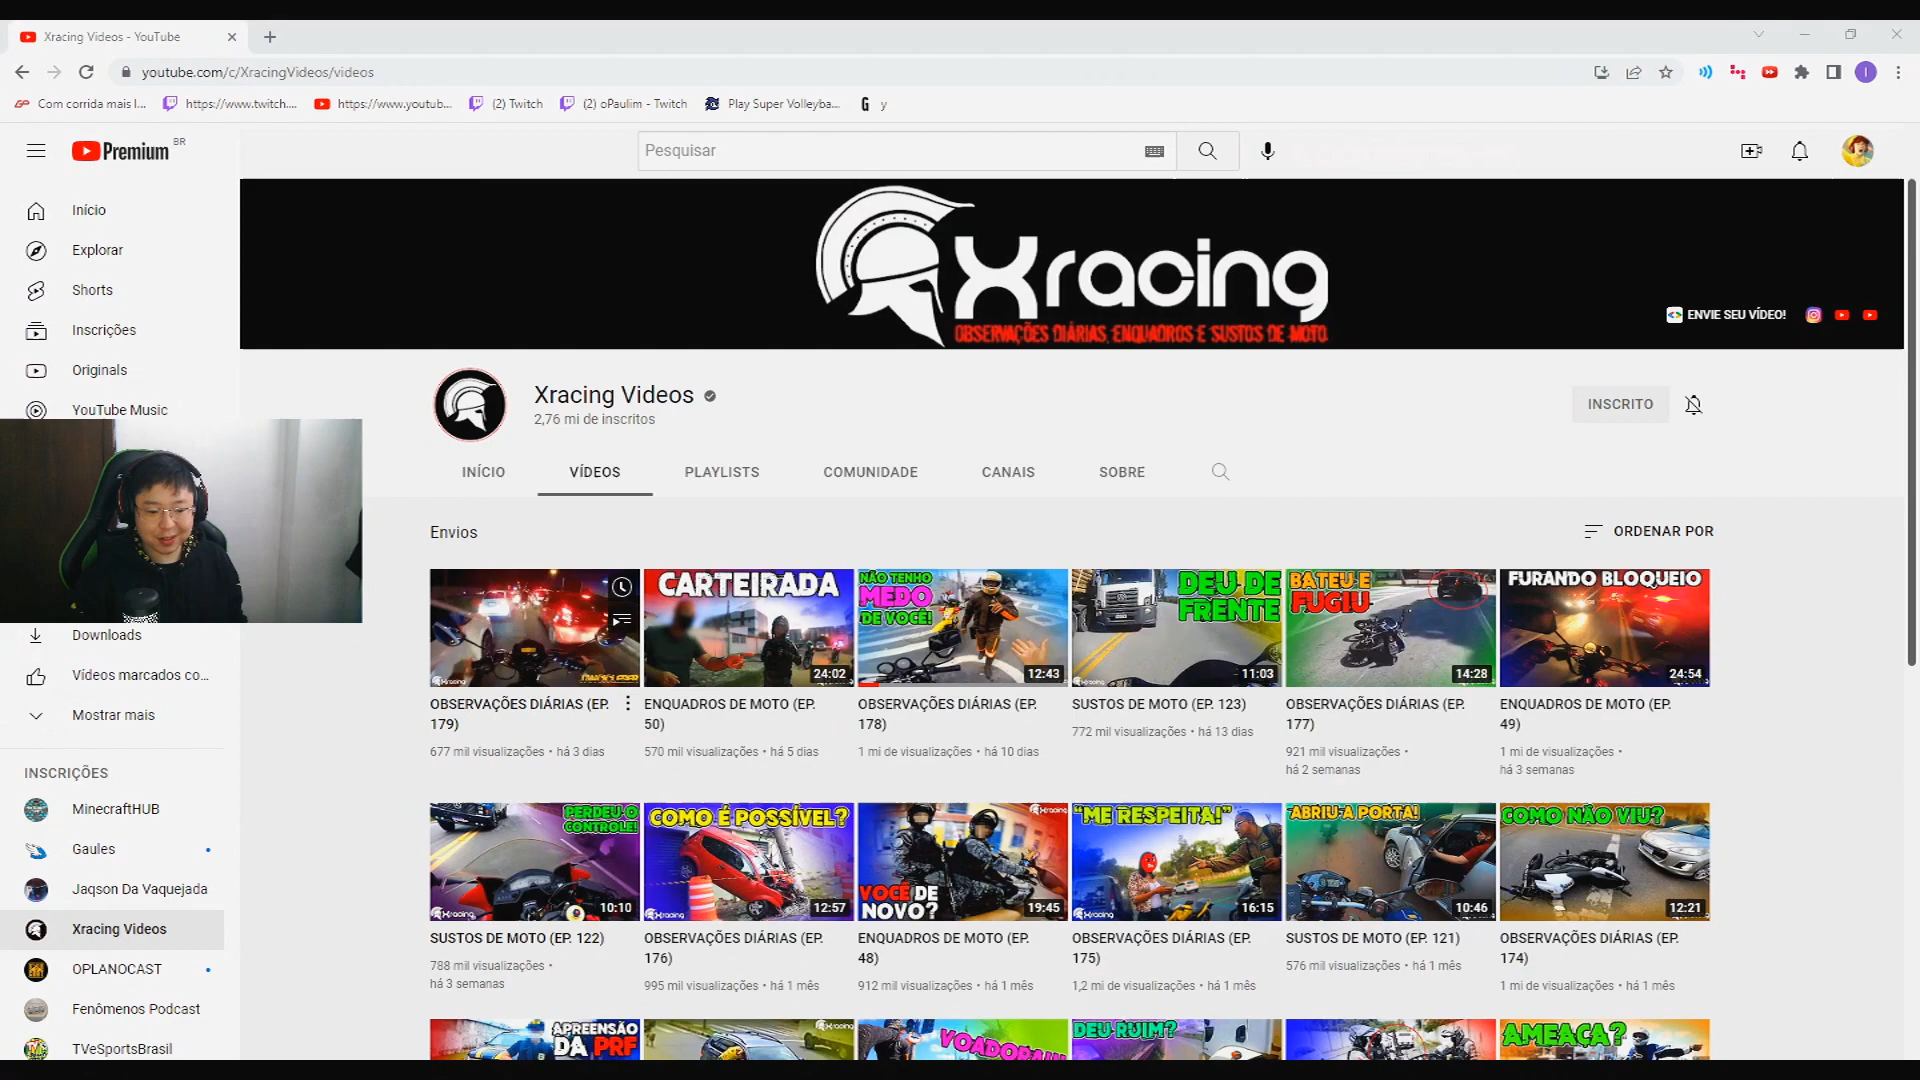 Xracing Videos - YouTube
youtube.com/c/XracingVideos/videos
Com corrida mais l...
https://www.twitch....
https://www.youtub...
(2) Twitch
(2) oPaulim - Twitch
Play Super Volleyba...
G y
Premium BR
Pesquisar
Início
Explorar
Shorts
Inscrições
Originals
YouTube Music
Downloads
Vídeos marcados co...
Mostrar mais
INSCRIÇÕES
MinecraftHUB
Gaules
Jaqson Da Vaquejada
Xracing Videos
OPLANOCAST
Fenômenos Podcast
TVeSportsBrasil
Xracing
OBSERVAÇÕES DIÁRIAS, ENQUADROS E SUSTOS DE MOTO
ENVIE SEU VÍDEO!
Xracing Videos
2,76 mi de inscritos
INSCRITO
INÍCIO
VÍDEOS
PLAYLISTS
COMUNIDADE
CANAIS
SOBRE
Envios
ORDENAR POR
Xracing
CARTEIRADA
24:02
NÃO TENHO
MEDO
DE VOCÊ!
12:43
DEU DE
FRENTE
11:03
BATEU E
FUGIU
14:28
FURANDO BLOQUEIO
24:54
OBSERVAÇÕES DIÁRIAS (EP.
179)
677 mil visualizações • há 3 dias
ENQUADROS DE MOTO (EP.
50)
570 mil visualizações • há 5 dias
OBSERVAÇÕES DIÁRIAS (EP.
178)
1 mi de visualizações • há 10 dias
SUSTOS DE MOTO (EP. 123)
772 mil visualizações • há 13 dias
OBSERVAÇÕES DIÁRIAS (EP.
177)
921 mil visualizações •
há 2 semanas
ENQUADROS DE MOTO (EP.
49)
1 mi de visualizações •
há 3 semanas
PERDEU O
CONTROLE!
Xracing
10:10
COMO É POSSÍVEL?
Xracing
12:57
Xracing
VOCÊ DE
NOVO?
19:45
"ME RESPEITA!"
Xracing
16:15
ABRIU A PORTA!
10:46
COMO NÃO VIU?
12:21
SUSTOS DE MOTO (EP. 122)
788 mil visualizações •
há 3 semanas
OBSERVAÇÕES DIÁRIAS (EP.
176)
995 mil visualizações • há 1 mês
ENQUADROS DE MOTO (EP.
48)
912 mil visualizações • há 1 mês
OBSERVAÇÕES DIÁRIAS (EP.
175)
1,2 mi de visualizações • há 1 mês
SUSTOS DE MOTO (EP. 121)
576 mil visualizações • há 1 mês
OBSERVAÇÕES DIÁRIAS (EP.
174)
1 mi de visualizações • há 1 mês
APREENSÃO
DA PRF
Xracing
VOADORA
DEU RUIM?
AMEAÇA?